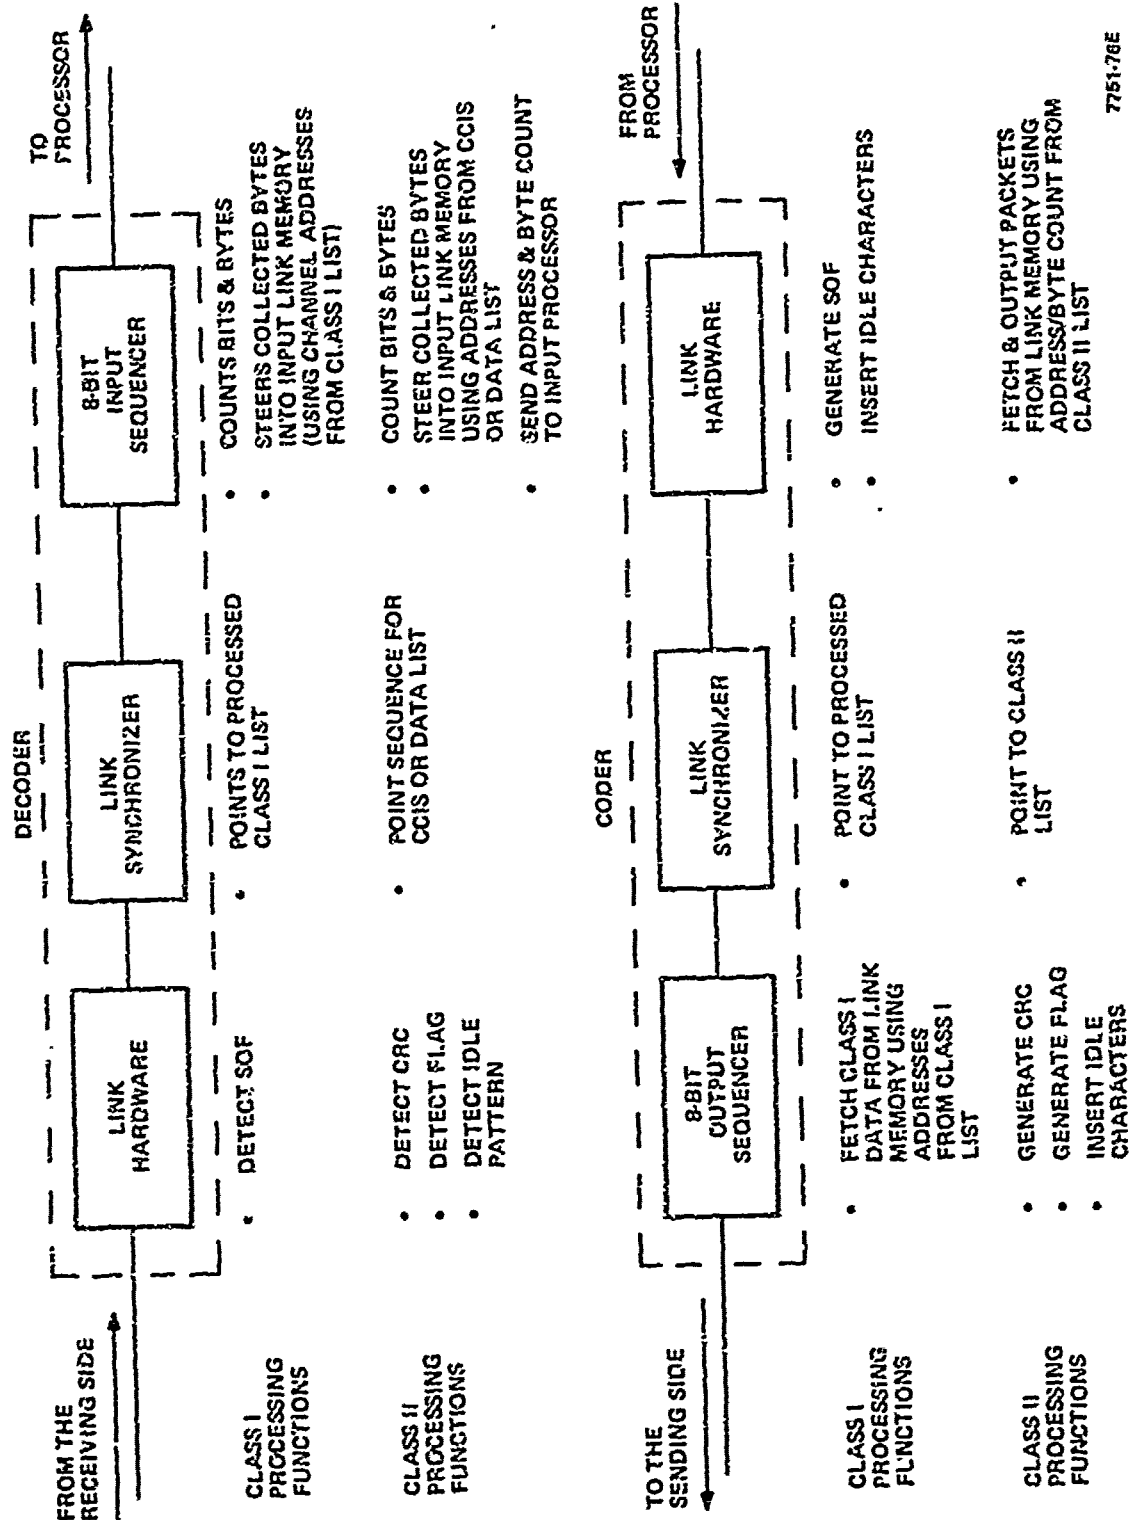 DECODER
FROM THE
RECEIVING SIDE
LINK
HARDWARE
LINK
SYNCHRONIZER
8-BIT
INPUT
SEQUENCER
TO
PROCESSOR
CLASS I
PROCESSING
FUNCTIONS
• DETECT SOF
• POINTS TO PROCESSED
CLASS I LIST
• COUNTS BITS & BYTES
• STEERS COLLECTED BYTES
INTO INPUT LINK MEMORY
(USING CHANNEL ADDRESSES
FROM CLASS I LIST)
CLASS II
PROCESSING
FUNCTIONS
• DETECT CRC
• DETECT FLAG
• DETECT IDLE
PATTERN
• POINT SEQUENCE FOR
CCIS OR DATA LIST
• COUNT BITS & BYTES
• STEER COLLECTED BYTES
INTO INPUT LINK MEMORY
USING ADDRESSES FROM CCIS
OR DATA LIST
• SEND ADDRESS & BYTE COUNT
TO INPUT PROCESSOR
CODER
TO THE
SENDING SIDE
8-BIT
OUTPUT
SEQUENCER
LINK
SYNCHRONIZER
LINK
HARDWARE
FROM
PROCESSOR
CLASS I
PROCESSING
FUNCTIONS
• FETCH CLASS I
DATA FROM LINK
MEMORY USING
ADDRESSES
FROM CLASS I
LIST
• POINT TO PROCESSED
CLASS I LIST
• GENERATE SOF
• INSERT IDLE CHARACTERS
CLASS II
PROCESSING
FUNCTIONS
• GENERATE CRC
• GENERATE FLAG
• INSERT IDLE
CHARACTERS
• POINT TO CLASS II
LIST
• FETCH & OUTPUT PACKETS
FROM LINK MEMORY USING
ADDRESS/BYTE COUNT FROM
CLASS II LIST
7751-76E